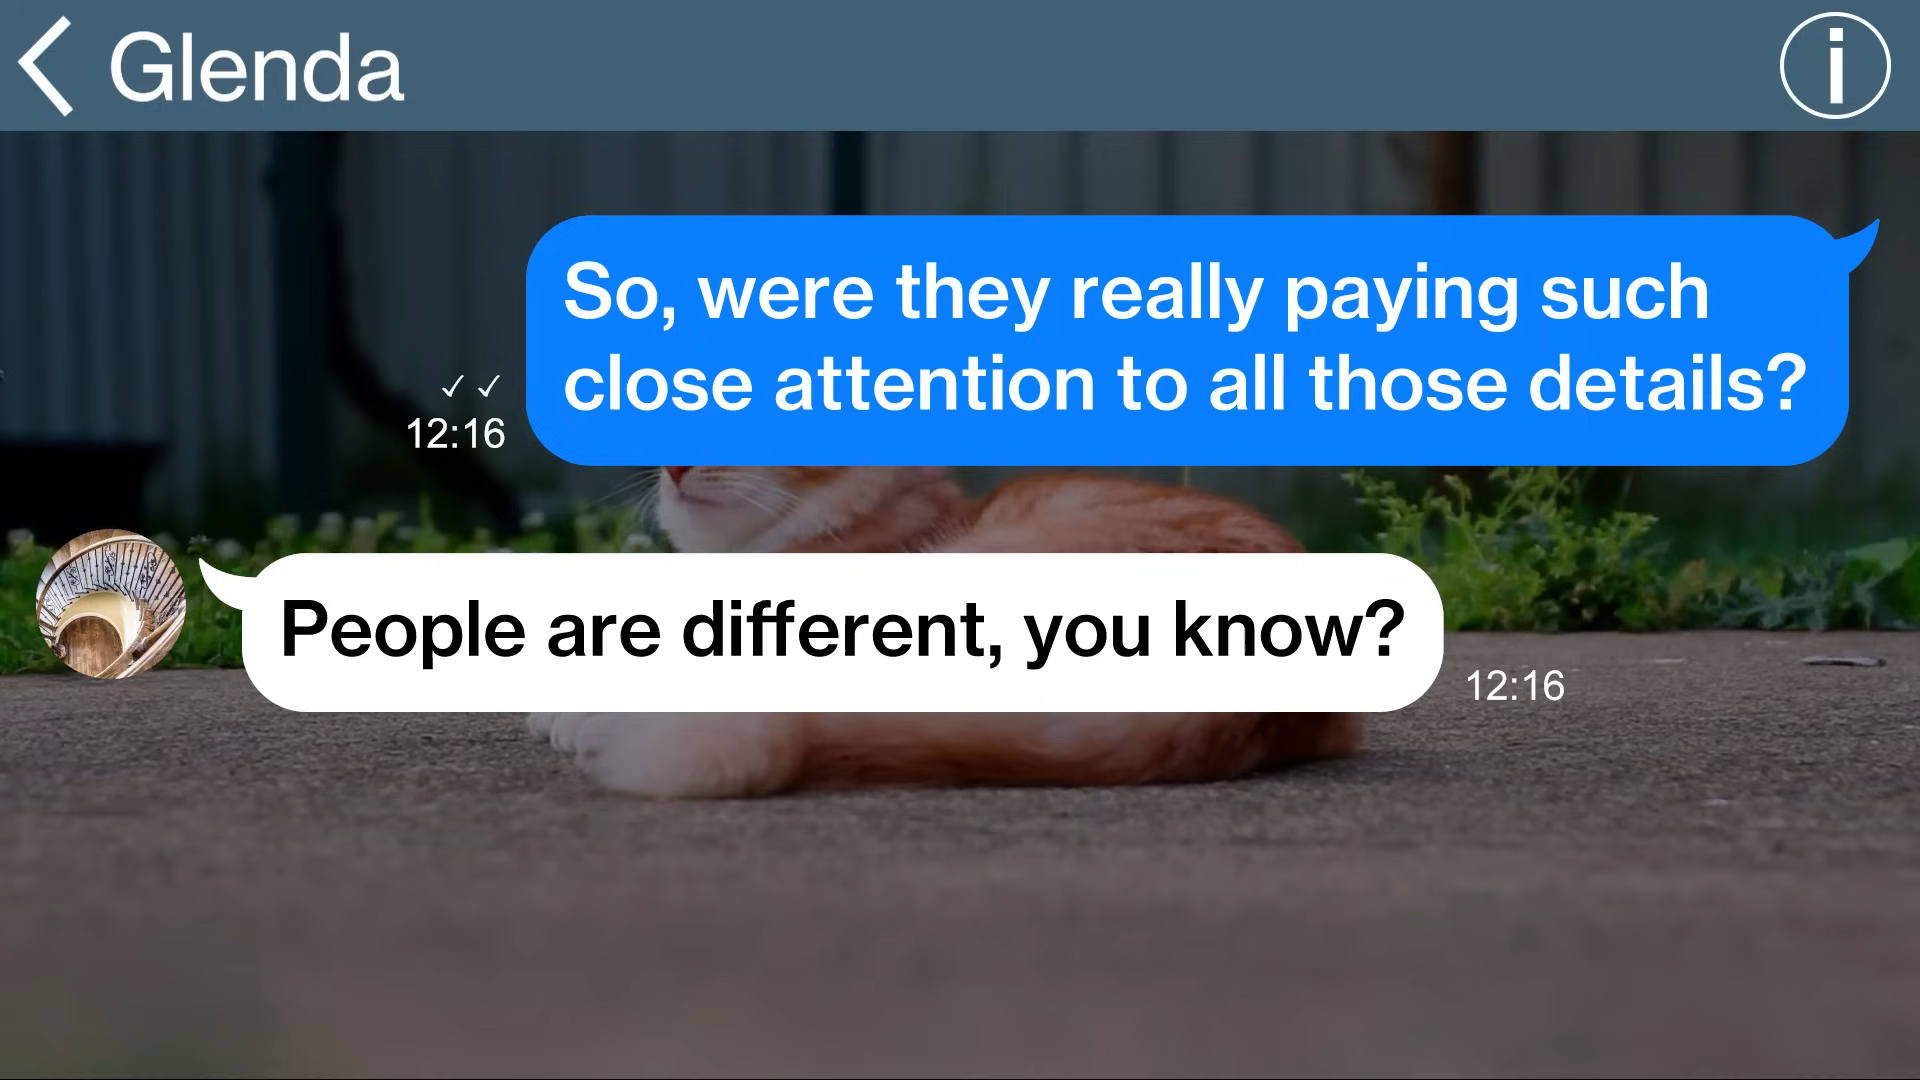 Glenda
i
So, were they really paying such
close attention to all those details?
✓ ✓
12:16
People are different, you know?
12:16